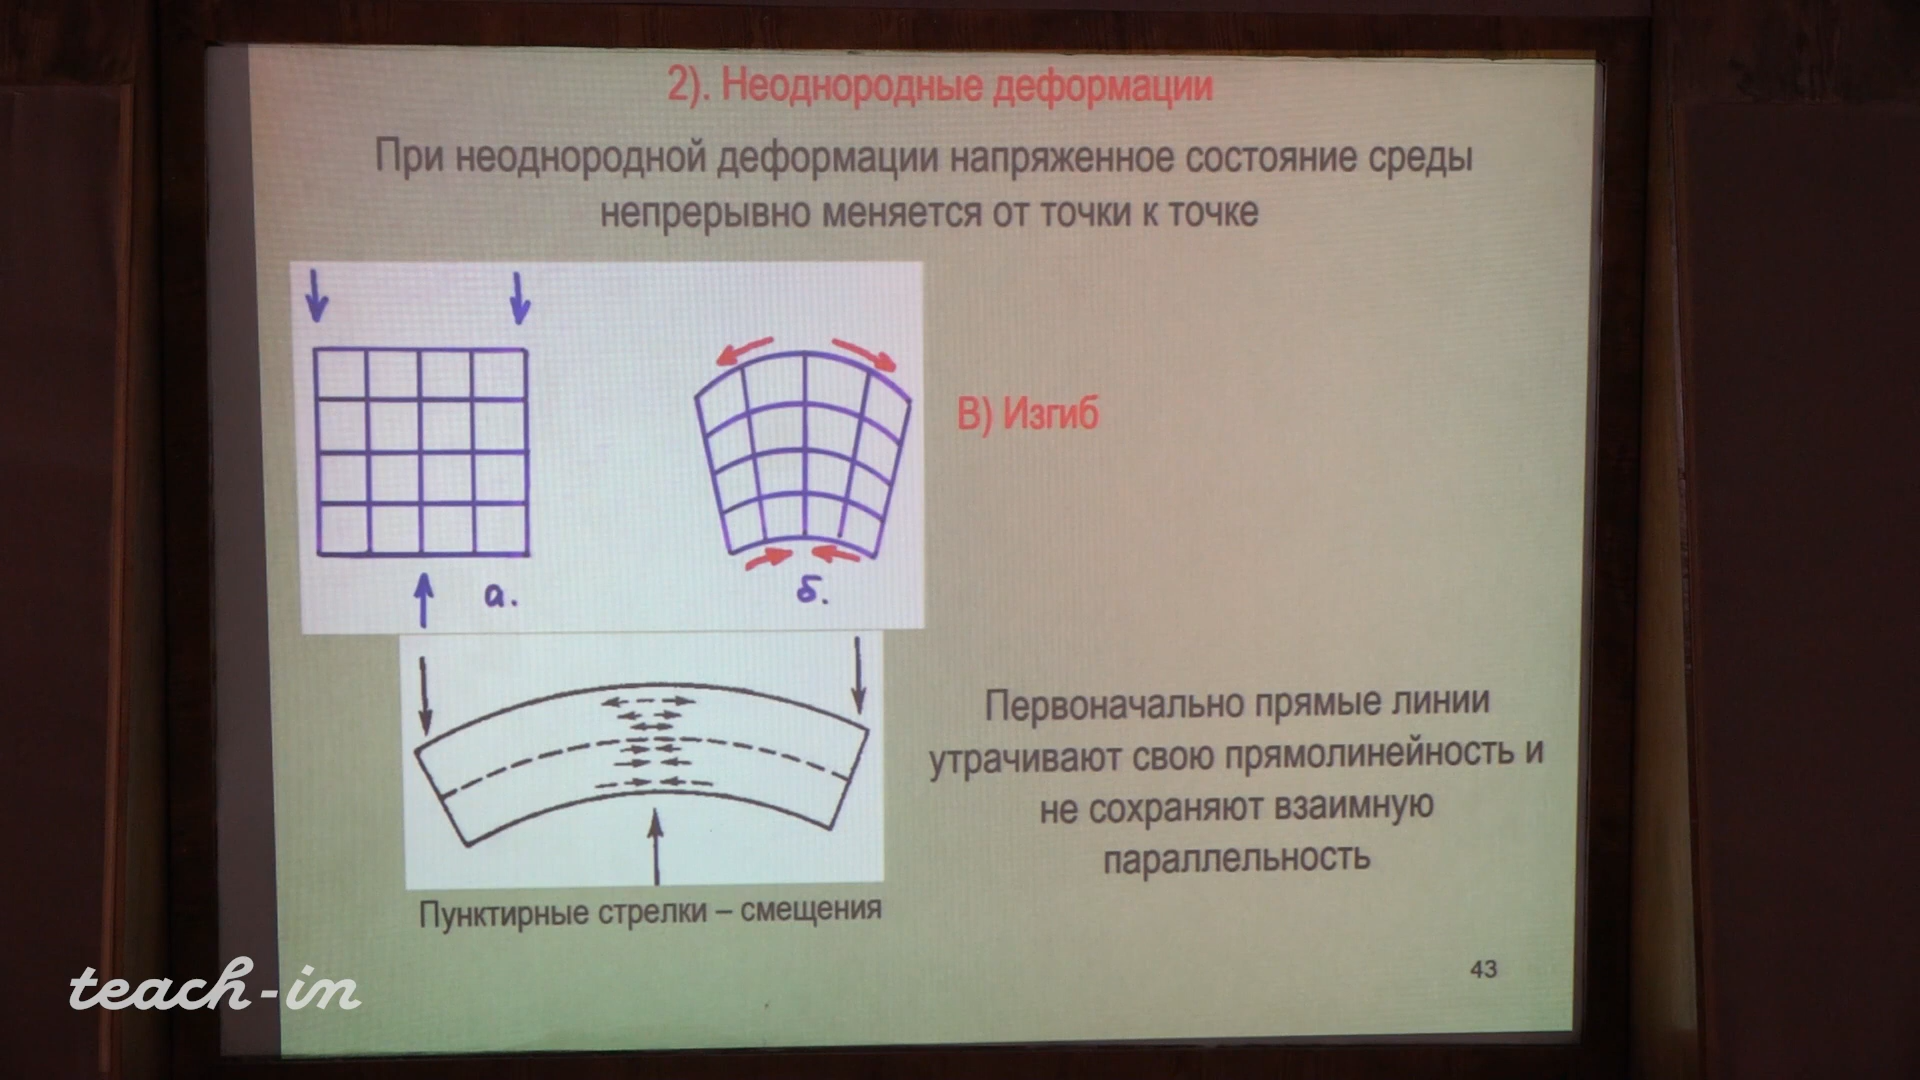 2). Неоднородные деформации
При неоднородной деформации напряженное состояние среды
непрерывно меняется от точки к точке
а.
б.
В) Изгиб
Первоначально прямые линии
утрачивают свою прямолинейность и
не сохраняют взаимную
параллельность
Пунктирные стрелки – смещения
43
teach-in